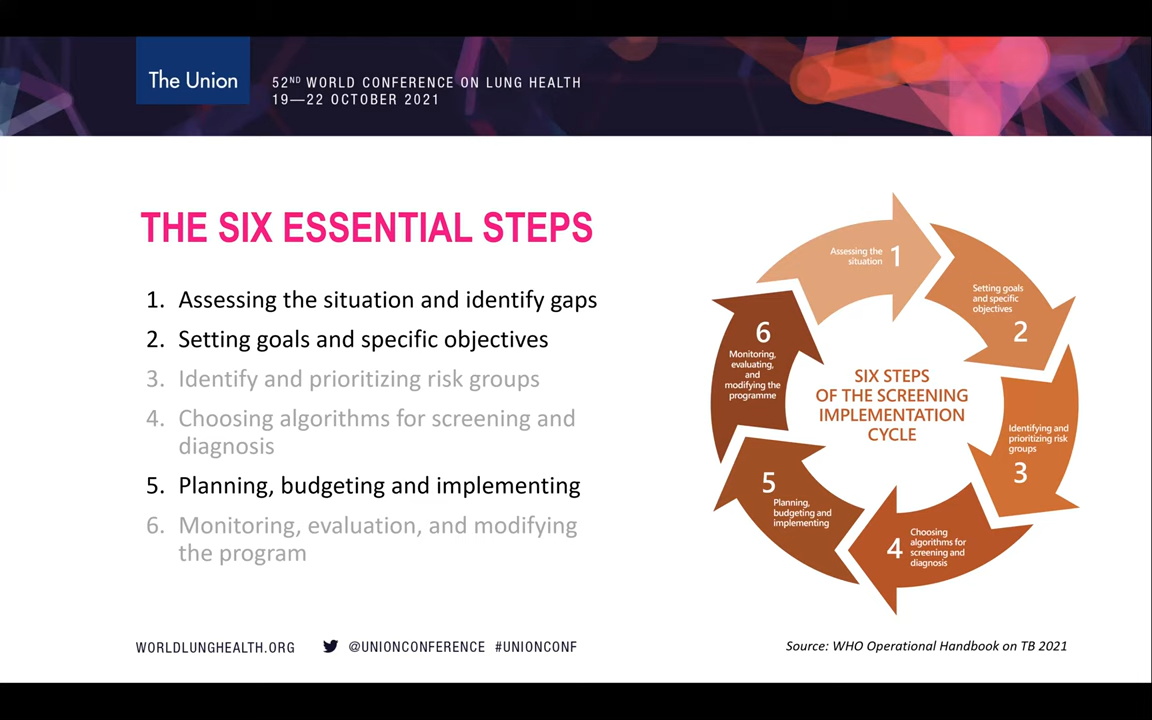 The Union
52ND WORLD CONFERENCE ON LUNG HEALTH
19—22 OCTOBER 2021
THE SIX ESSENTIAL STEPS
1. Assessing the situation and identify gaps
2. Setting goals and specific objectives
3. Identify and prioritizing risk groups
4. Choosing algorithms for screening and
diagnosis
5. Planning, budgeting and implementing
6. Monitoring, evaluation, and modifying
the program
Assessing the
situation
1
Setting goals
and specific
objectives
2
Identifying and
prioritizing risk
groups
3
4
Choosing
algorithms for
screening and
diagnosis
5
Planning,
budgeting and
implementing
6
Monitoring,
evaluating,
and
modifying the
programme
SIX STEPS
OF THE SCREENING
IMPLEMENTATION
CYCLE
WORLDLUNGHEALTH.ORG
@UNIONCONFERENCE #UNIONCONF
Source: WHO Operational Handbook on TB 2021